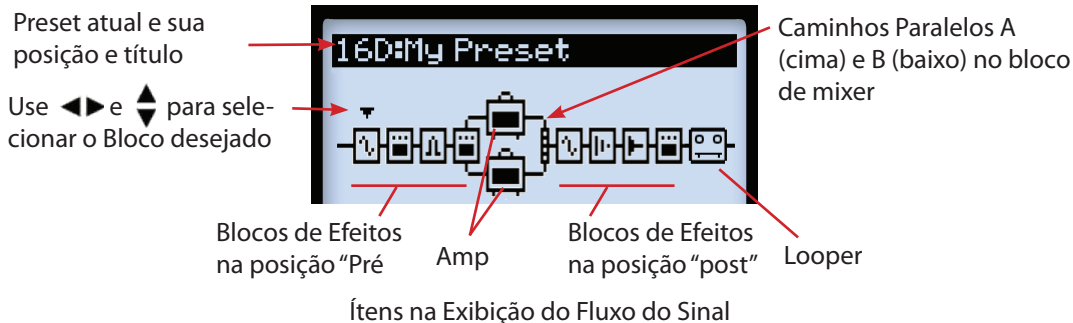 Preset atual e sua
posição e título
16D:My Preset
Caminhos Paralelos A
(cima) e B (baixo) no bloco
de mixer
Use ◀▶ e ▲▼ para sele-
cionar o Bloco desejado
Blocos de Efeitos
na posição “Pré
Amp
Blocos de Efeitos
na posição “post”
Looper
Ítens na Exibição do Fluxo do Sinal